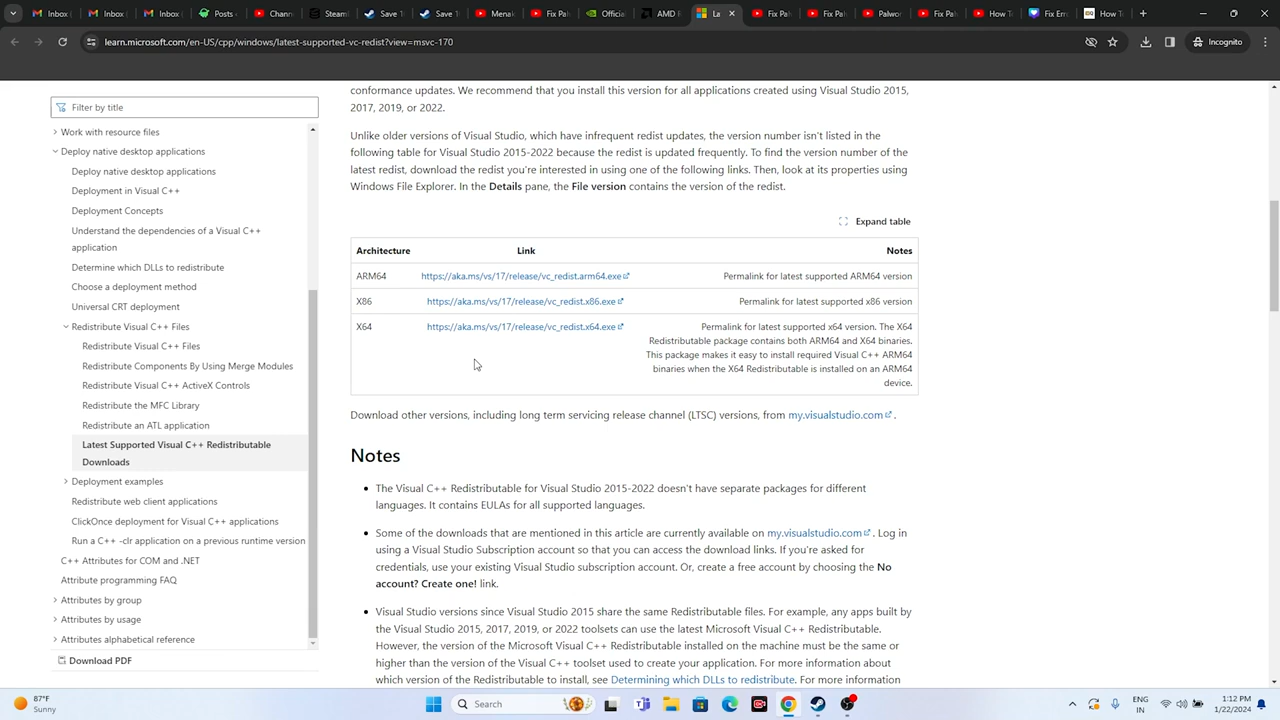 Inbox (
Inbox (
Inbox (
Posts -
Chann
Steaml
Save T
Save T
Menak
Fix Pal
Officia
AMD R
La
Fix Pal
Fix Pal
Palwo
Fix Pal
How T
Fix Err
How T
learn.microsoft.com/en-US/cpp/windows/latest-supported-vc-redist?view=msvc-170
Incognito
Filter by title
Work with resource files
Deploy native desktop applications
Deploy native desktop applications
Deployment in Visual C++
Deployment Concepts
Understand the dependencies of a Visual C++
application
Determine which DLLs to redistribute
Choose a deployment method
Universal CRT deployment
Redistribute Visual C++ Files
Redistribute Visual C++ Files
Redistribute Components By Using Merge Modules
Redistribute Visual C++ ActiveX Controls
Redistribute the MFC Library
Redistribute an ATL application
Latest Supported Visual C++ Redistributable
Downloads
Deployment examples
Redistribute web client applications
ClickOnce deployment for Visual C++ applications
Run a C++ -clr application on a previous runtime version
C++ Attributes for COM and .NET
Attribute programming FAQ
Attributes by group
Attributes by usage
Attributes alphabetical reference
Download PDF
conformance updates. We recommend that you install this version for all applications created using Visual Studio 2015,
2017, 2019, or 2022.
Unlike older versions of Visual Studio, which have infrequent redist updates, the version number isn't listed in the
following table for Visual Studio 2015-2022 because the redist is updated frequently. To find the version number of the
latest redist, download the redist you're interested in using one of the following links. Then, look at its properties using
Windows File Explorer. In the Details pane, the File version contains the version of the redist.
Expand table
Architecture Link Notes
ARM64 https://aka.ms/vs/17/release/vc_redist.arm64.exe Permalink for latest supported ARM64 version
X86 https://aka.ms/vs/17/release/vc_redist.x86.exe Permalink for latest supported x86 version
X64 https://aka.ms/vs/17/release/vc_redist.x64.exe Permalink for latest supported x64 version. The X64
Redistributable package contains both ARM64 and X64 binaries.
This package makes it easy to install required Visual C++ ARM64
binaries when the X64 Redistributable is installed on an ARM64
device.
Download other versions, including long term servicing release channel (LTSC) versions, from my.visualstudio.com .
Notes
The Visual C++ Redistributable for Visual Studio 2015-2022 doesn't have separate packages for different
languages. It contains EULAs for all supported languages.
Some of the downloads that are mentioned in this article are currently available on my.visualstudio.com . Log in
using a Visual Studio Subscription account so that you can access the download links. If you're asked for
credentials, use your existing Visual Studio subscription account. Or, create a free account by choosing the No
account? Create one! link.
Visual Studio versions since Visual Studio 2015 share the same Redistributable files. For example, any apps built by
the Visual Studio 2015, 2017, 2019, or 2022 toolsets can use the latest Microsoft Visual C++ Redistributable.
However, the version of the Microsoft Visual C++ Redistributable installed on the machine must be the same or
higher than the version of the Visual C++ toolset used to create your application. For more information about
which version of the Redistributable to install, see Determining which DLLs to redistribute. For more information
87°F
Sunny
Search
ENG
IN
1:12 PM
1/22/2024